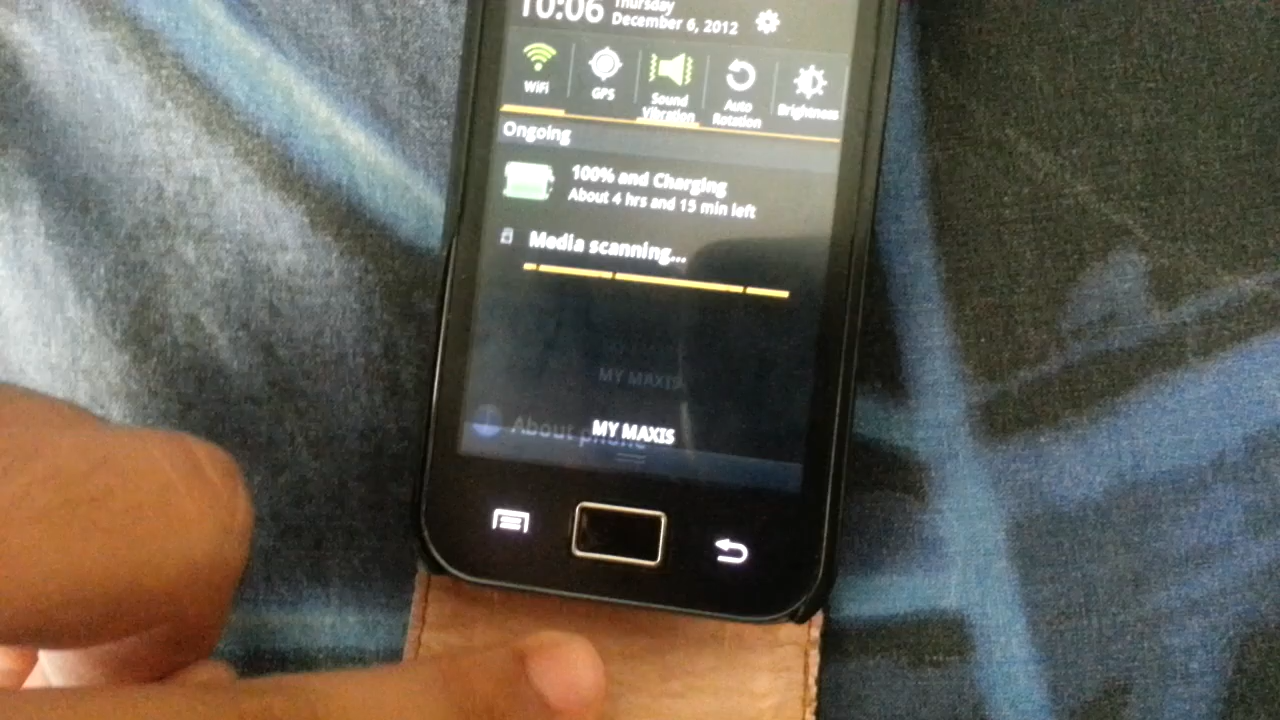 10:06
Thursday
December 6, 2012
WiFi
GPS
Sound
Vibration
Auto
Rotation
Brightness
Ongoing
100% and Charging
About 4 hrs and 15 min left
Media scanning...
MY MAXIS
About phone
MY MAXIS